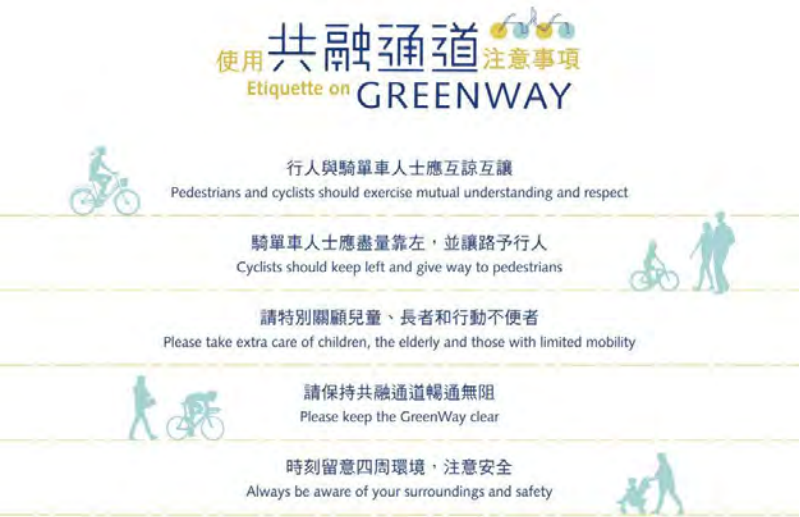 使用共融通道注意事項
Etiquette on GREENWAY
行人與騎單車人士應互諒互讓
Pedestrians and cyclists should exercise mutual understanding and respect
騎單車人士應盡量靠左，並讓路予行人
Cyclists should keep left and give way to pedestrians
請特別關顧兒童、長者和行動不便者
Please take extra care of children, the elderly and those with limited mobility
請保持共融通道暢通無阻
Please keep the GreenWay clear
時刻留意四周環境，注意安全
Always be aware of your surroundings and safety